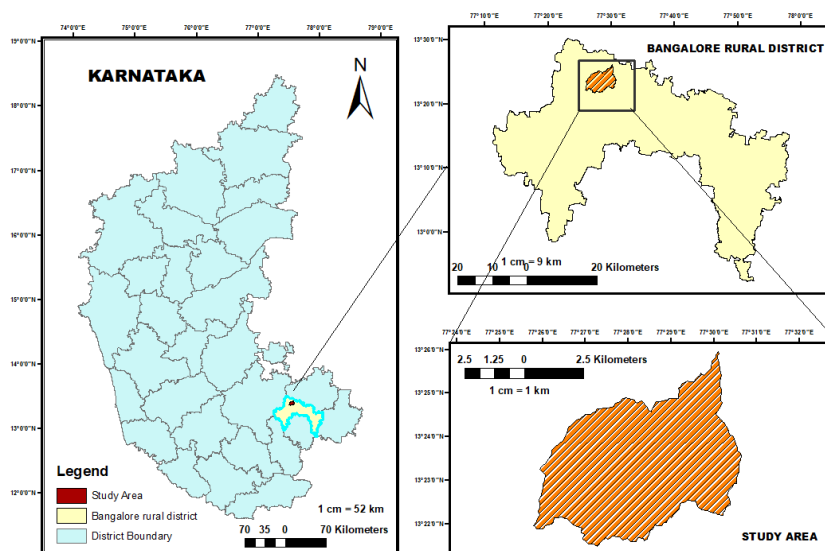 74°0'0"E 75°0'0"E 76°0'0"E 77°0'0"E 78°0'0"E 79°0'0"E
19°0'0"N
18°0'0"N
17°0'0"N
16°0'0"N
15°0'0"N
14°0'0"N
13°0'0"N
12°0'0"N
KARNATAKA
N
Legend
Study Area
Bangalore rural district
District Boundary
1 cm = 52 km
70 35 0 70 Kilometers
77°10'0"E 77°20'0"E 77°30'0"E 77°40'0"E 77°50'0"E 78°0'0"E
13°30'0"N
13°20'0"N
13°10'0"N
13°0'0"N
BANGALORE RURAL DISTRICT
1 cm = 9 km
20 10 0 20 Kilometers
77°24'0"E 77°25'0"E 77°26'0"E 77°27'0"E 77°28'0"E 77°29'0"E 77°30'0"E 77°31'0"E 77°32'0"E
13°26'0"N
13°25'0"N
13°24'0"N
13°23'0"N
13°22'0"N
2.5 1.25 0 2.5 Kilometers
1 cm = 1 km
STUDY AREA